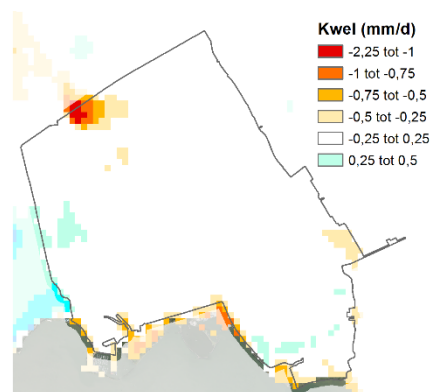 Kwel (mm/d)
-2,25 tot -1
-1 tot -0,75
-0,75 tot -0,5
-0,5 tot -0,25
-0,25 tot 0,25
0,25 tot 0,5